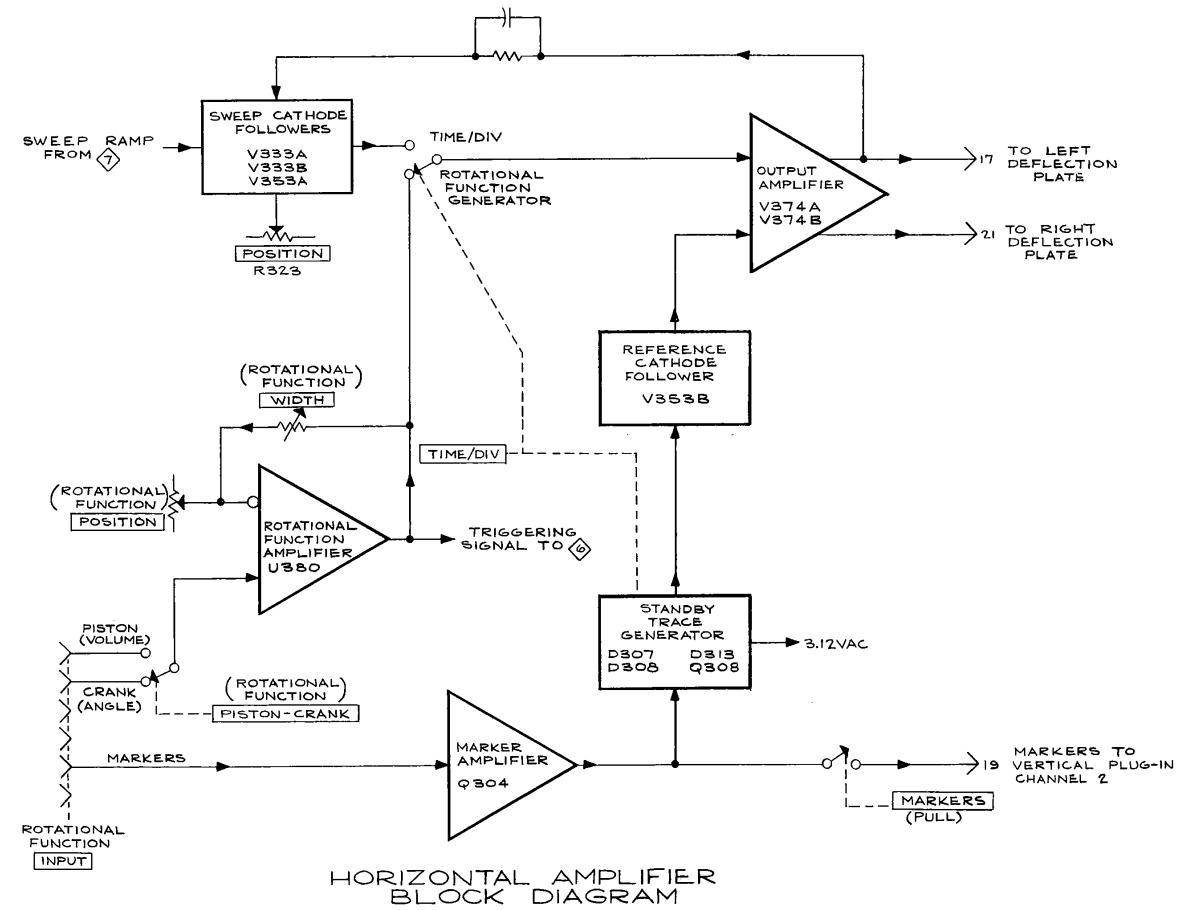 SWEEP RAMP
FROM 7
SWEEP CATHODE
FOLLOWERS
V333A
V333B
V353A
POSITION
R323
TIME/DIV
ROTATIONAL
FUNCTION
GENERATOR
OUTPUT
AMPLIFIER
V374A
V374B
17
TO LEFT
DEFLECTION
PLATE
21
TO RIGHT
DEFLECTION
PLATE
REFERENCE
CATHODE
FOLLOWER
V353B
(ROTATIONAL
FUNCTION)
WIDTH
TIME/DIV
(ROTATIONAL
FUNCTION)
POSITION
ROTATIONAL
FUNCTION
AMPLIFIER
U380
TRIGGERING
SIGNAL TO 6
STANDBY
TRACE
GENERATOR
D307 D313
D308 Q308
3.12VAC
PISTON
(VOLUME)
CRANK
(ANGLE)
(ROTATIONAL
FUNCTION)
PISTON-CRANK
MARKERS
MARKER
AMPLIFIER
Q304
19
MARKERS TO
VERTICAL PLUG-IN
CHANNEL 2
MARKERS
(PULL)
ROTATIONAL
FUNCTION
INPUT
HORIZONTAL AMPLIFIER
BLOCK DIAGRAM